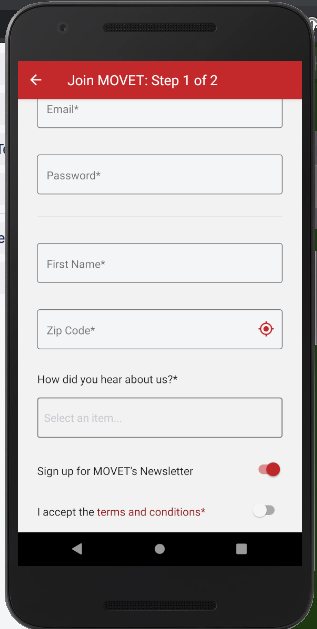 Join MOVET: Step 1 of 2
Email*
Password*
First Name*
Zip Code*
How did you hear about us?*
Select an item...
Sign up for MOVET's Newsletter
I accept the terms and conditions*